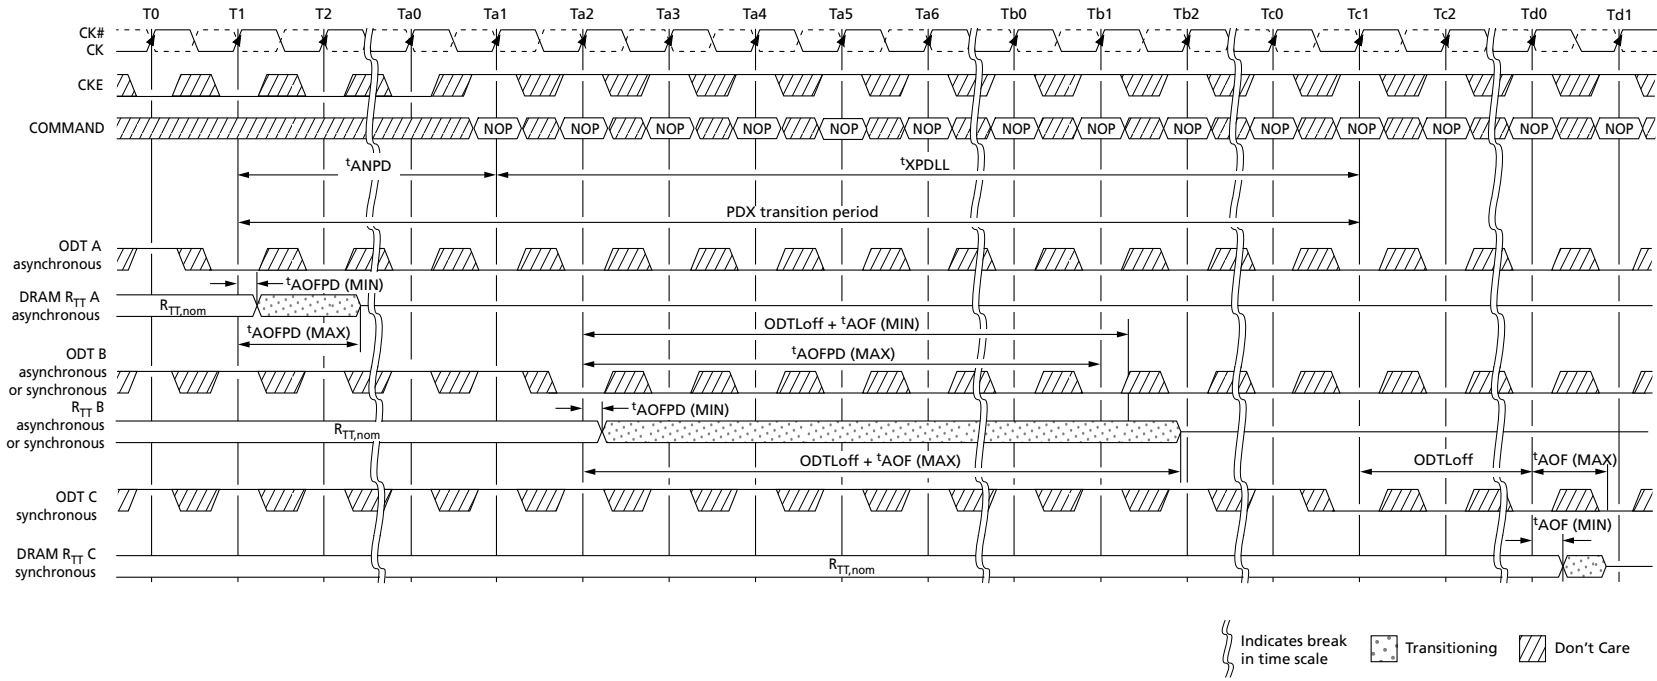 T0 T1 T2 Ta0 Ta1 Ta2 Ta3 Ta4 Ta5 Ta6 Tb0 Tb1 Tb2 Tc0 Tc1 Tc2 Td0 Td1
CK#
CK
CKE
COMMAND NOP NOP NOP NOP NOP NOP NOP NOP NOP NOP NOP NOP NOP NOP
tANPD tXPDLL
PDX transition period
ODT A
asynchronous
tAOFPD (MIN)
DRAM RTT A
asynchronous
RTT,nom
tAOFPD (MAX)
ODTLoff + tAOF (MIN)
tAOFPD (MAX)
ODT B
asynchronous
or synchronous
RTT B
asynchronous
or synchronous
tAOFPD (MIN)
RTT,nom
ODTLoff + tAOF (MAX)
ODTLoff tAOF (MAX)
ODT C
synchronous
tAOF (MIN)
DRAM RTT C
synchronous
RTT,nom
Indicates break
in time scale
Transitioning
Don't Care